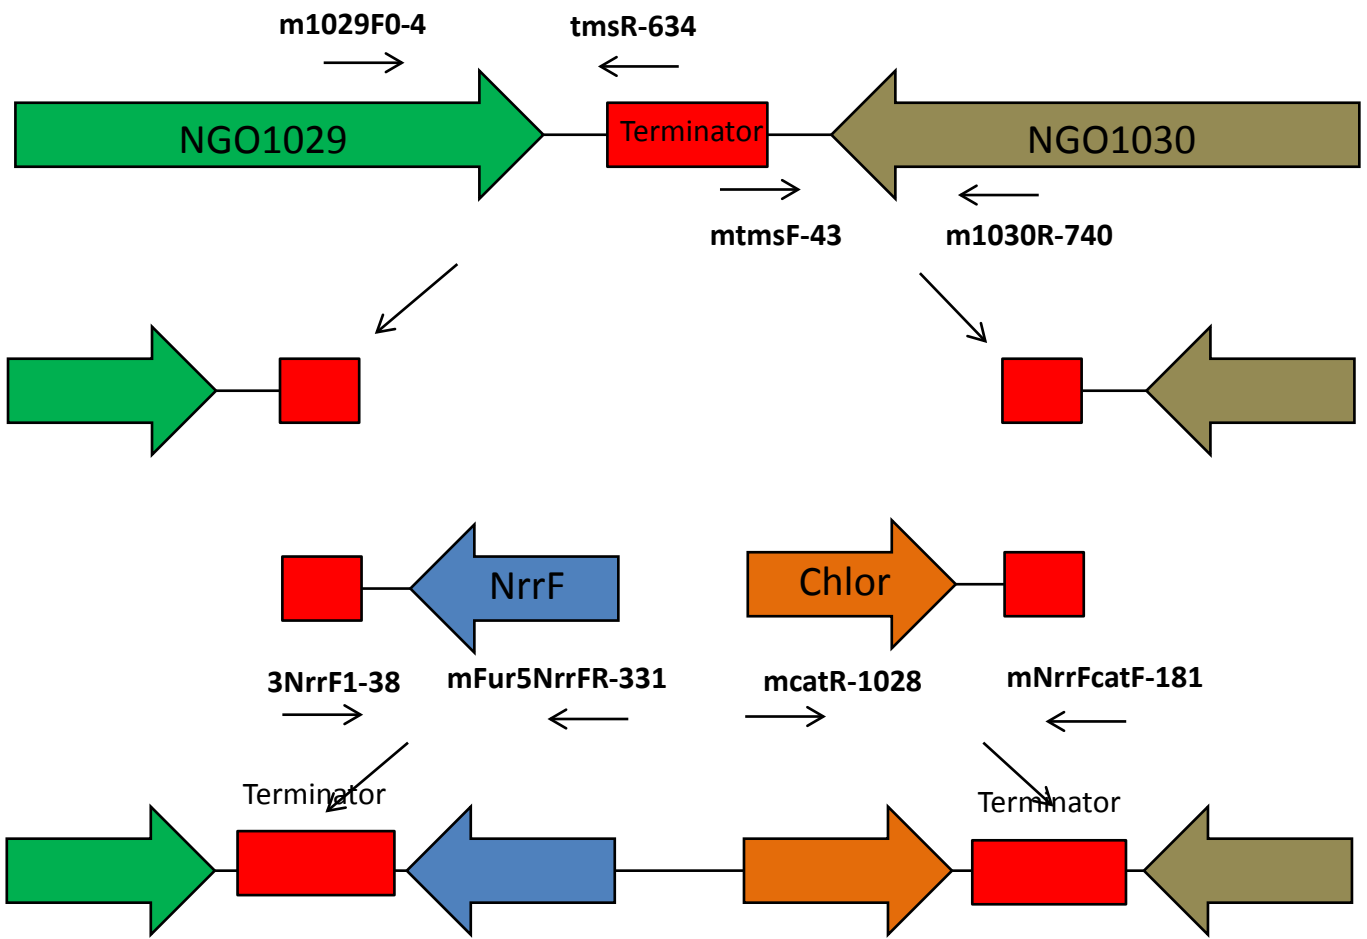 m1029F0-4
tmsR-634
NGO1029
Terminator
NGO1030
mtmsF-43
m1030R-740
NrrF
Chlor
3NrrF1-38
mFur5NrrFR-331
mcatR-1028
mNrrFcatF-181
Terminator
Terminator